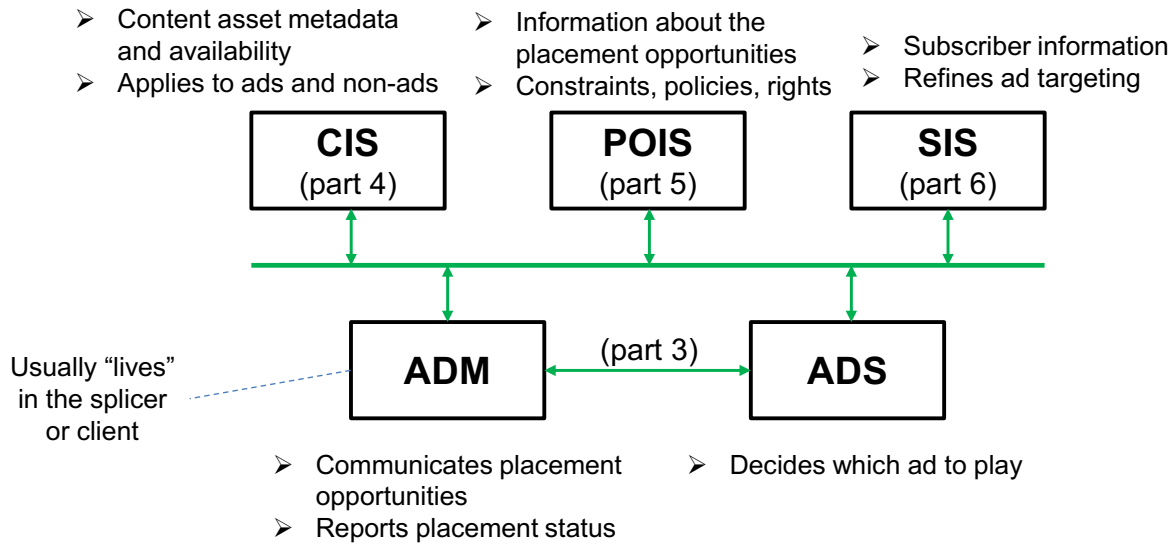 ➢ Content asset metadata
and availability
➢ Applies to ads and non-ads
➢ Information about the
placement opportunities
➢ Constraints, policies, rights
➢ Subscriber information
➢ Refines ad targeting
CIS
(part 4)
POIS
(part 5)
SIS
(part 6)
Usually “lives”
in the splicer
or client
ADM
(part 3)
ADS
➢ Communicates placement
opportunities
➢ Reports placement status
➢ Decides which ad to play